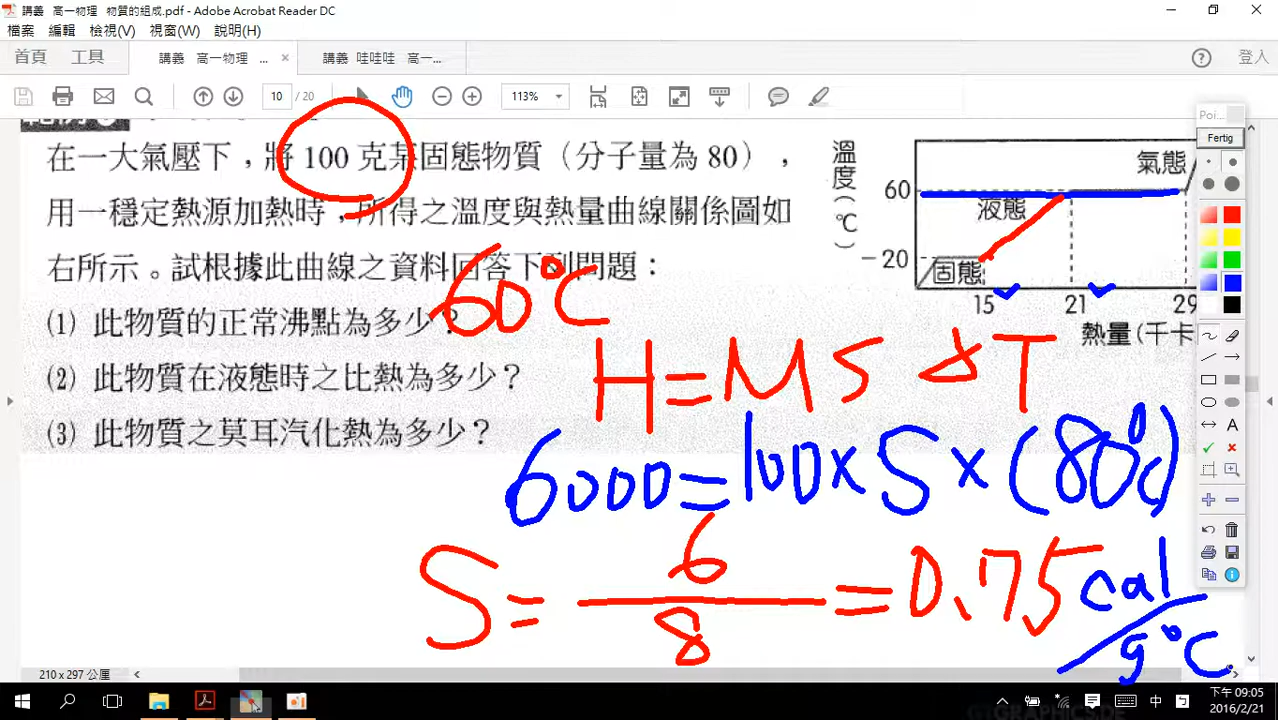 講義 高一物理 物質的組成.pdf - Adobe Acrobat Reader DC
檔案 編輯 檢視(V) 視窗(W) 說明(H)
首頁 工具 講義 高一物理 ... × 講義 哇哇哇 高一... ? 登入
10 / 20 113%
Poi...
Fertig
在一大氣壓下，將 100 克某固態物質（分子量為 80），
用一穩定熱源加熱時，所得之溫度與熱量曲線關係圖如
右所示。試根據此曲線之資料回答下列問題：
(1) 此物質的正常沸點為多少？
(2) 此物質在液態時之比熱為多少？
(3) 此物質之莫耳汽化熱為多少？
溫度(℃)
氣態
60
液態
-20
固態
15 21 29
熱量(千卡
60°C
H=MSΔT
6000=100×S×(80°C)
S=6/8=0.75 cal/g°C
210 x 297 公厘
中
下午 09:05
2016/2/21